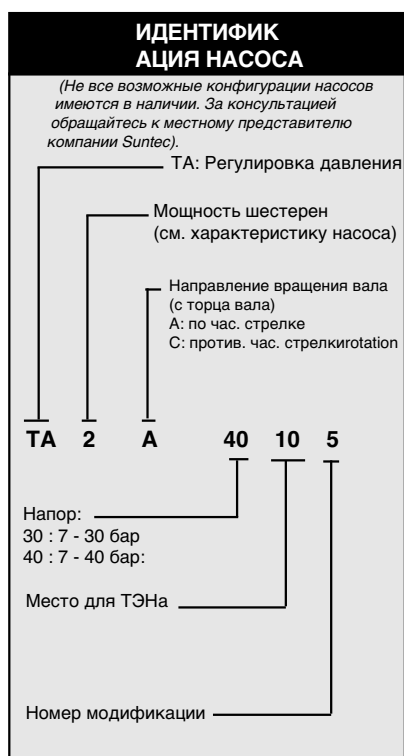 ИДЕНТИФИК
АЦИЯ НАСОСА
(Не все возможные конфигурации насосов
имеются в наличии. За консультацией
обращайтесь к местному представителю
компании Suntec).
TA: Регулировка давления
Мощность шестерен
(см. характеристику насоса)
Направление вращения вала
(с торца вала)
A: по час. стрелке
C: против. час. стрелкиrotation
TA 2 A 40 10 5
Напор:
30 : 7 - 30 бар
40 : 7 - 40 бар:
Место для ТЭНа
Номер модификации